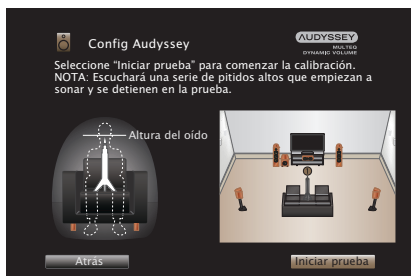 Config Audyssey
AUDYSSEY
MULTEQ
DYNAMIC VOLUME
Seleccione “Iniciar prueba” para comenzar la calibración.
NOTA: Escuchará una serie de pitidos altos que empiezan a
sonar y se detienen en la prueba.
Altura del oído
Atrás
Iniciar prueba